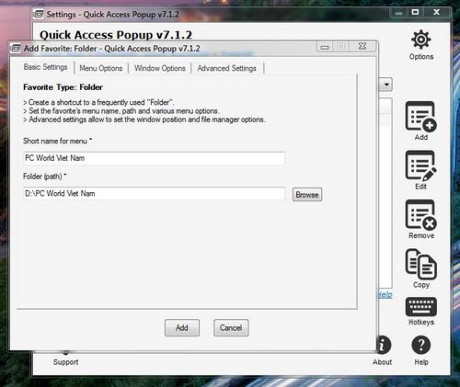 Settings - Quick Access Popup v7.1.2
Quick Access Popup v7.1.2
Options
Add Favorite: Folder - Quick Access Popup v7.1.2
Basic Settings
Menu Options
Window Options
Advanced Settings
Favorite Type: Folder
> Create a shortcut to a frequently used "Folder".
> Set the favorite's menu name, path and various menu options.
> Advanced settings allow to set the window position and file manager options.
Short name for menu *
PC World Viet Nam
Folder (path) *
D:\PC World Viet Nam
Browse
Add
Cancel
Add
Edit
Remove
Copy
Help
Hotkeys
Support
About
Help